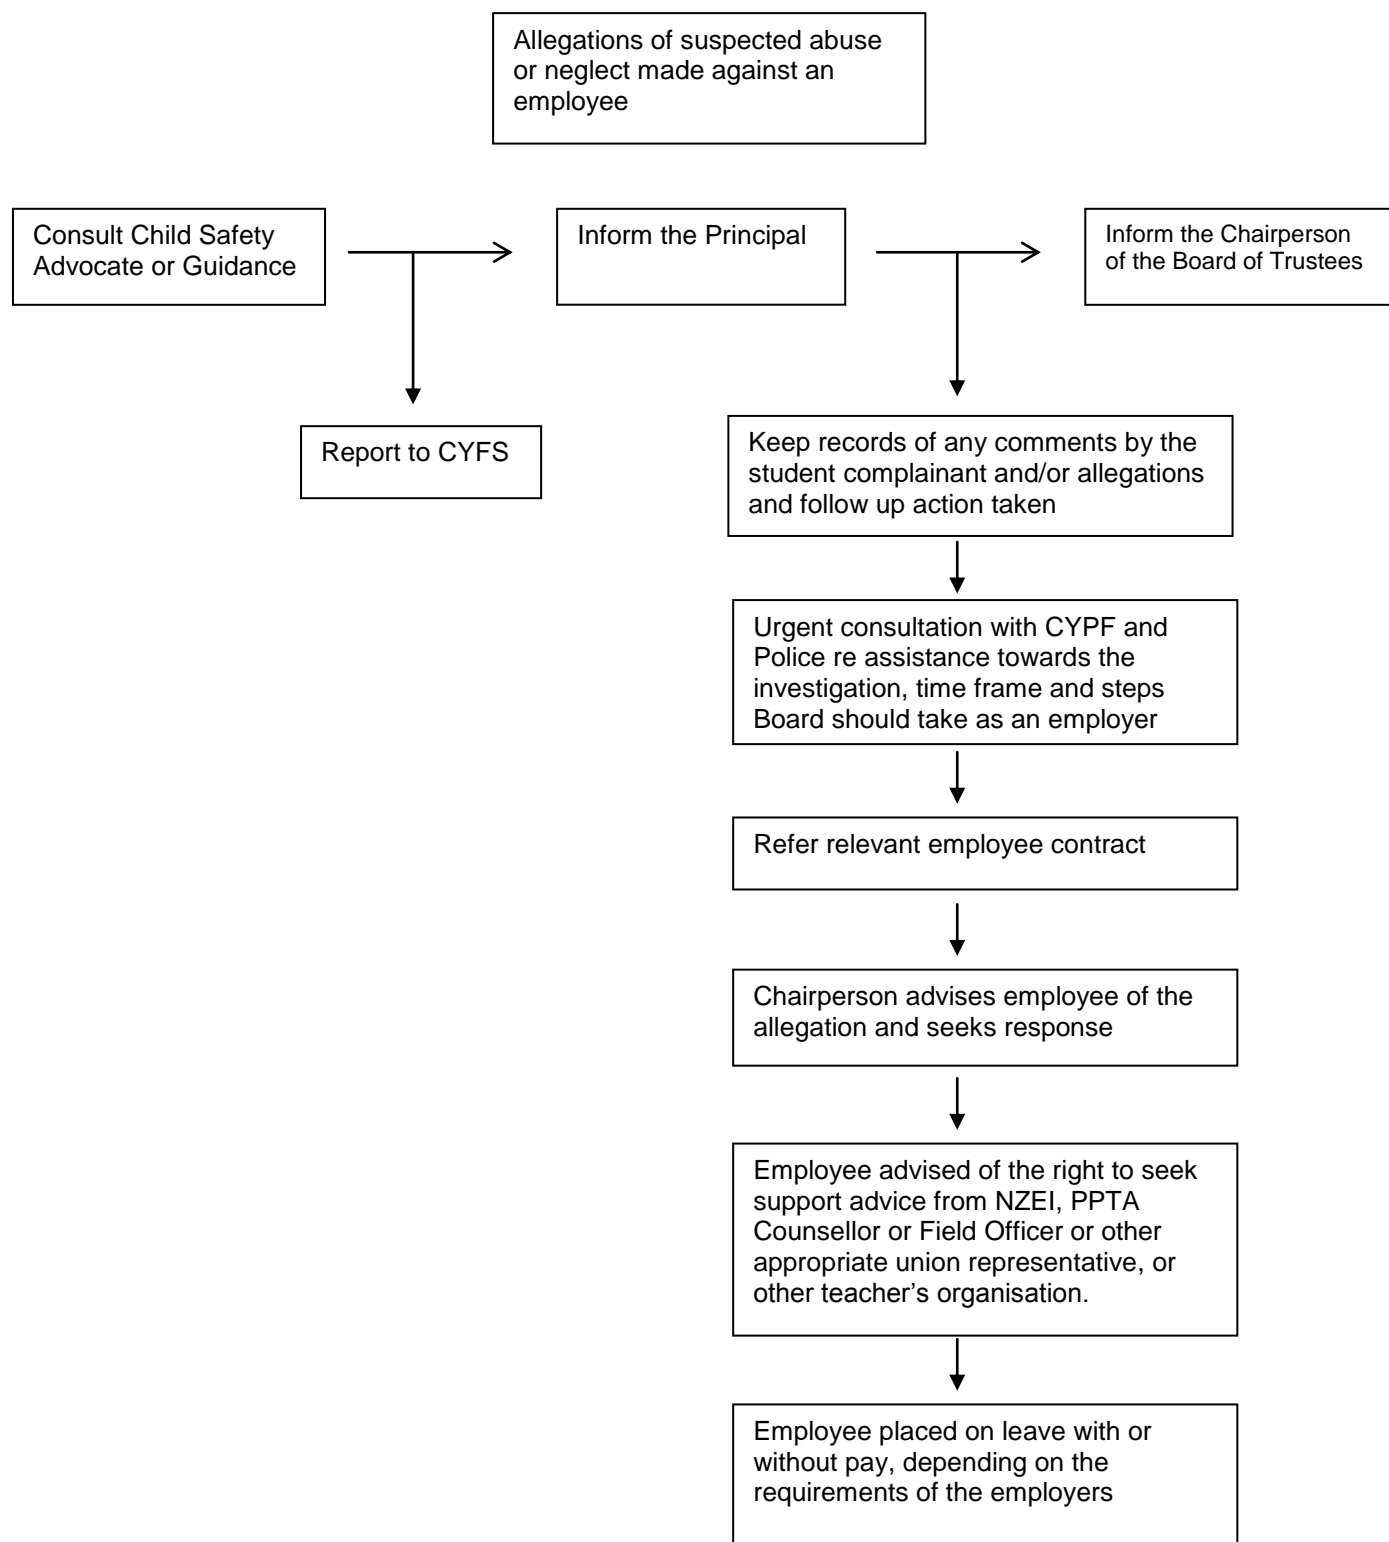 Allegations of suspected abuse
or neglect made against an
employee
Consult Child Safety
Advocate or Guidance
Inform the Principal
Inform the Chairperson
of the Board of Trustees
Report to CYFS
Keep records of any comments by the
student complainant and/or allegations
and follow up action taken
Urgent consultation with CYPF and
Police re assistance towards the
investigation, time frame and steps
Board should take as an employer
Refer relevant employee contract
Chairperson advises employee of the
allegation and seeks response
Employee advised of the right to seek
support advice from NZEI, PPTA
Counsellor or Field Officer or other
appropriate union representative, or
other teacher’s organisation.
Employee placed on leave with or
without pay, depending on the
requirements of the employers